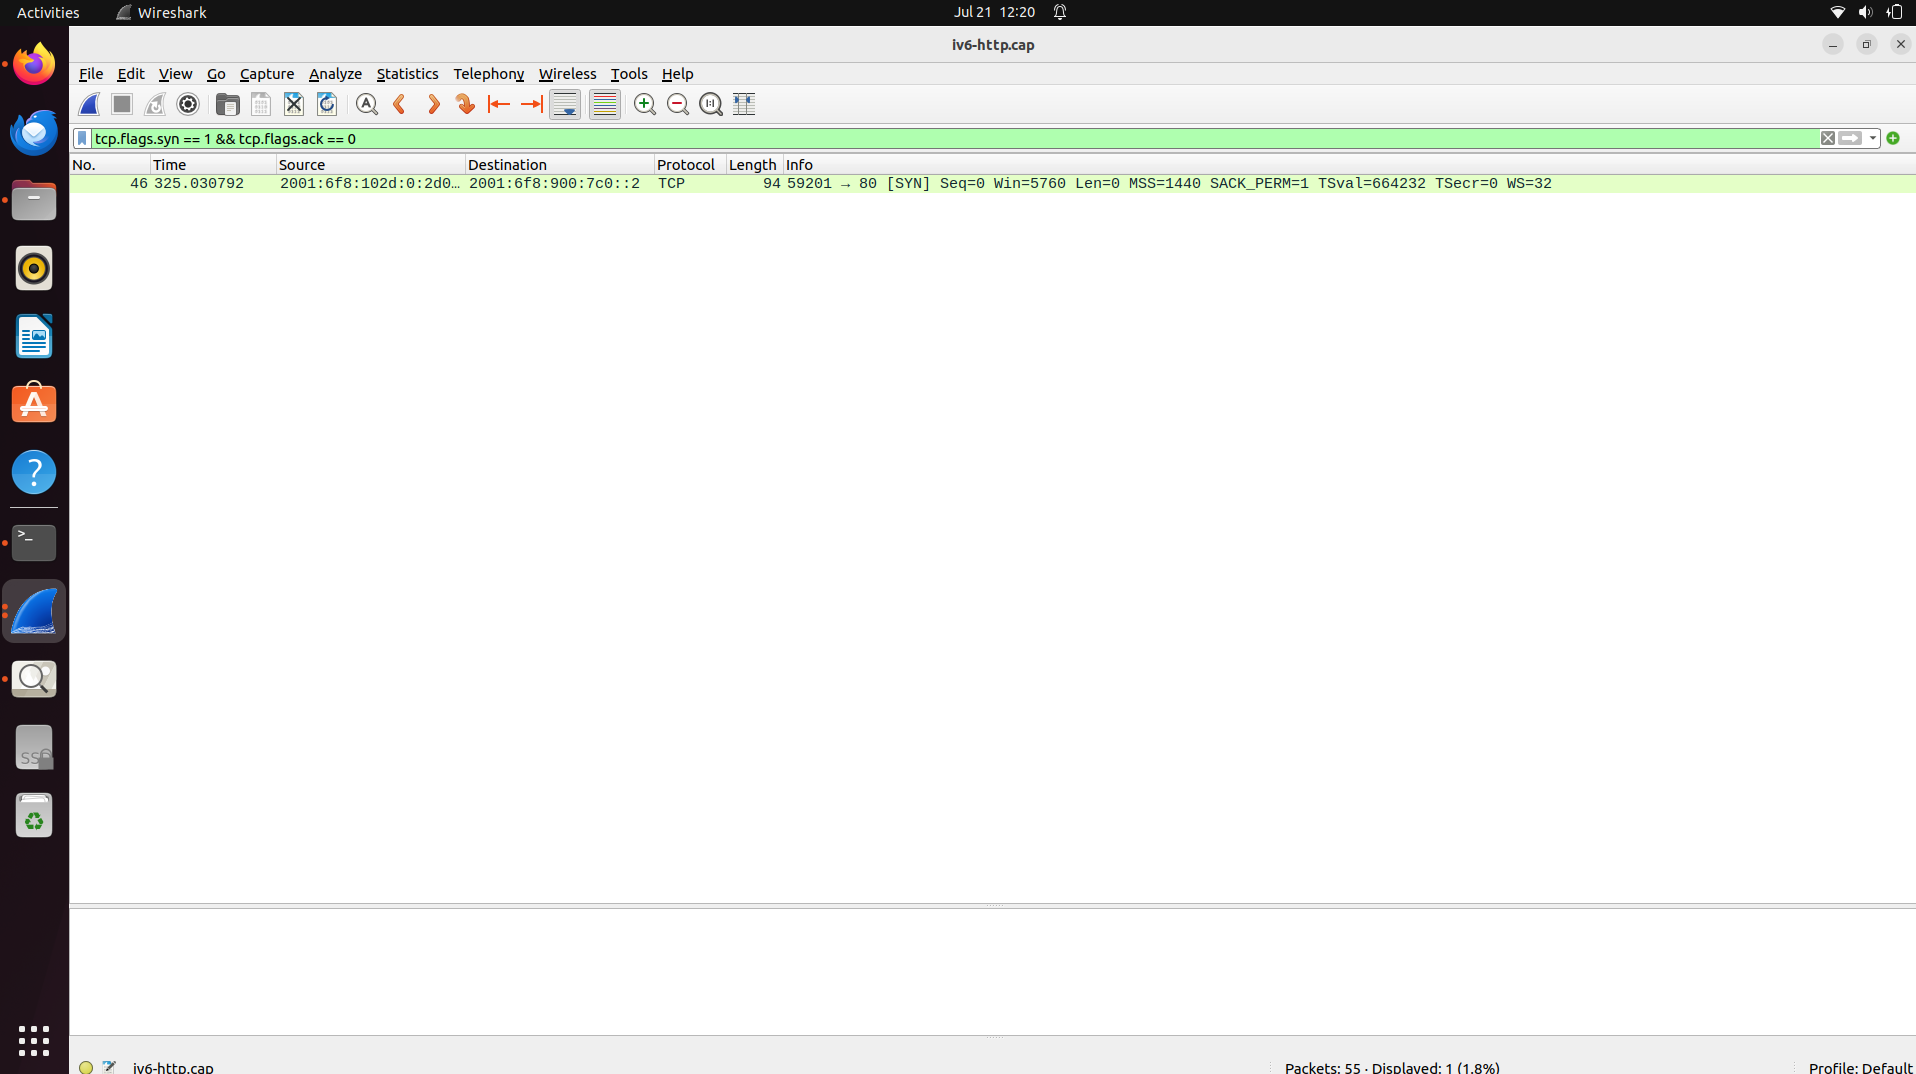 Activities Wireshark Jul 21 12:20
iv6-http.cap
File Edit View Go Capture Analyze Statistics Telephony Wireless Tools Help
tcp.flags.syn == 1 && tcp.flags.ack == 0
No. Time Source Destination Protocol Length Info
46 325.030792 2001:6f8:102d:0:2d0… 2001:6f8:900:7c0::2 TCP 94 59201 → 80 [SYN] Seq=0 Win=5760 Len=0 MSS=1440 SACK_PERM=1 TSval=664232 TSecr=0 WS=32
>_
?
SS
iv6-http.cap Packets: 55 · Displayed: 1 (1.8%) Profile: Default